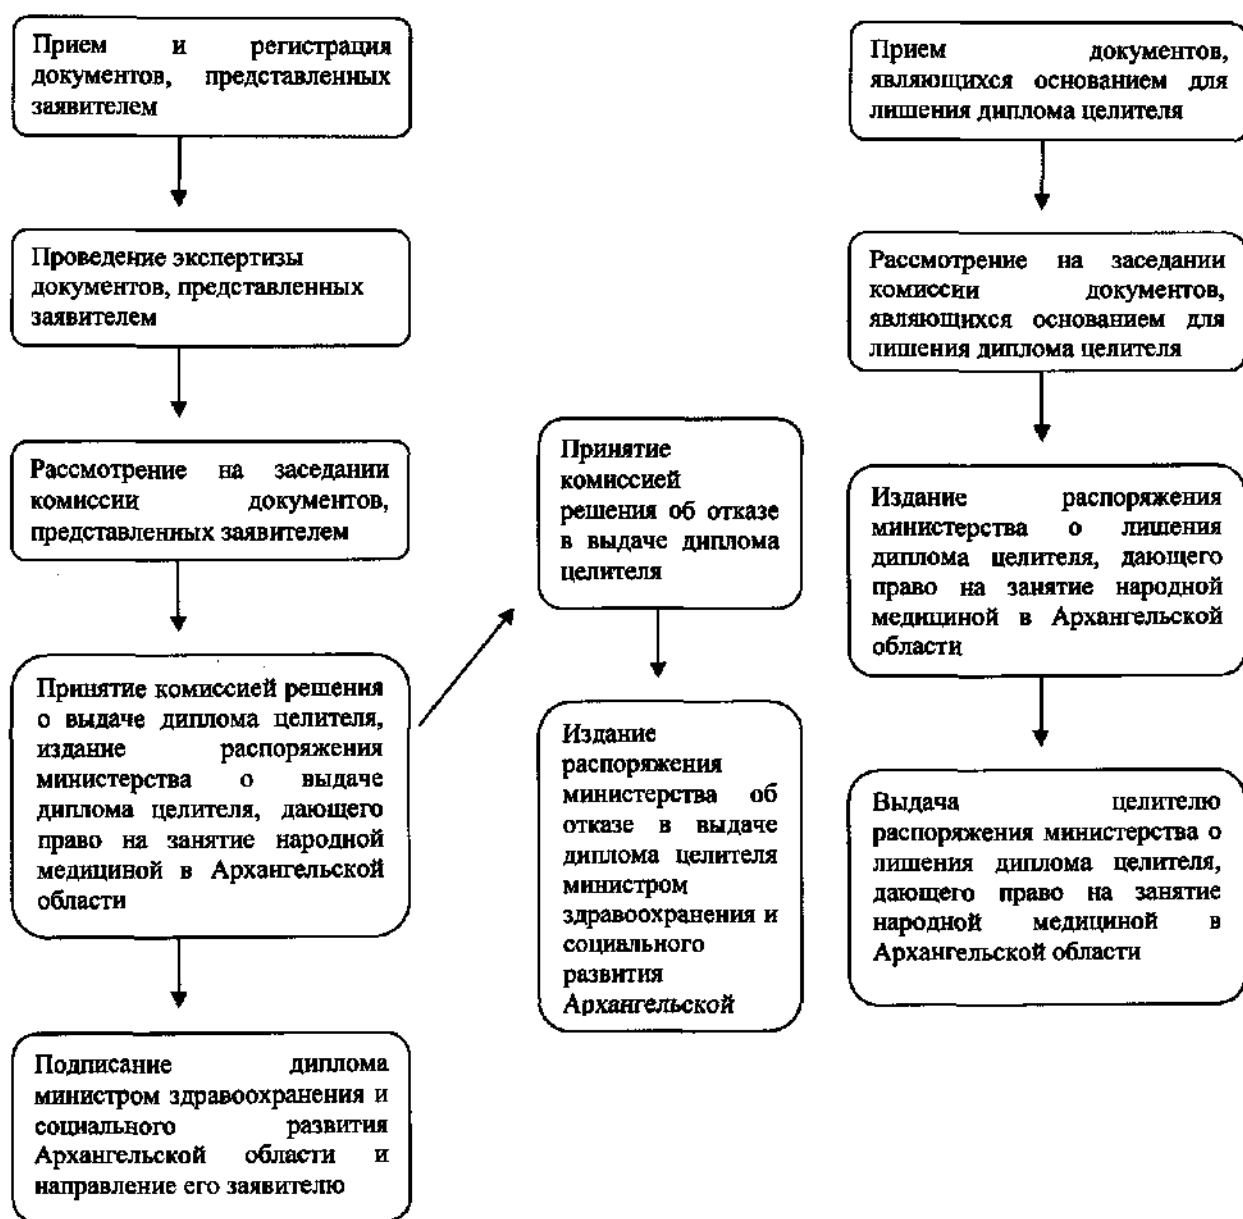 Прием и регистрация
документов, представленных
заявителем
Проведение экспертизы
документов, представленных
заявителем
Рассмотрение на заседании
комиссии документов,
представленных заявителем
Принятие комиссией решения
о выдаче диплома целителя,
издание распоряжения
министерства о выдаче
диплома целителя, дающего
право на занятие народной
медициной в Архангельской
области
Подписание диплома
министром здравоохранения и
социального развития
Архангельской области и
направление его заявителю
Принятие
комиссией
решения об отказе
в выдаче диплома
целителя
Издание
распоряжения
министерства об
отказе в выдаче
диплома целителя
министром
здравоохранения и
социального
развития
Архангельской
Прием документов,
являющихся основанием для
лишения диплома целителя
Рассмотрение на заседании
комиссии документов,
являющихся основанием для
лишения диплома целителя
Издание распоряжения
министерства о лишения
диплома целителя, дающего
право на занятие народной
медициной в Архангельской
области
Выдача целителю
распоряжения министерства о
лишения диплома целителя,
дающего право на занятие
народной медициной в
Архангельской области